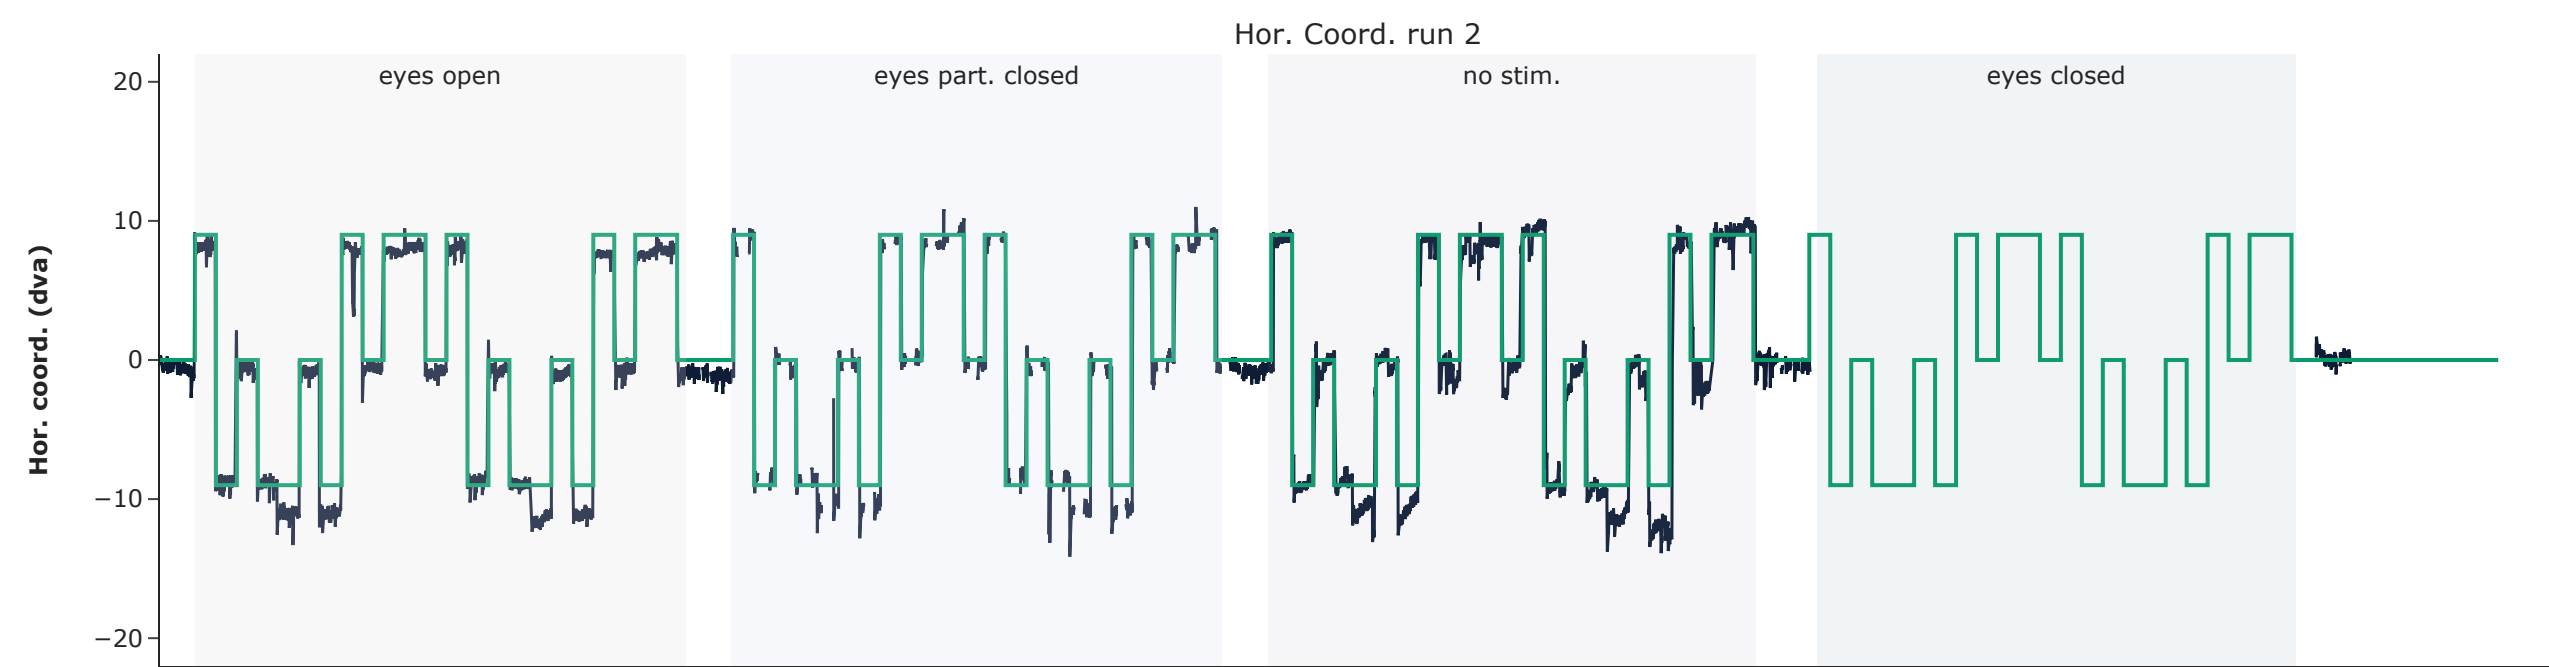 Hor. Coord. run 2
eyes open
eyes part. closed
no stim.
eyes closed
20
10
0
−10
−20
Hor. coord. (dva)